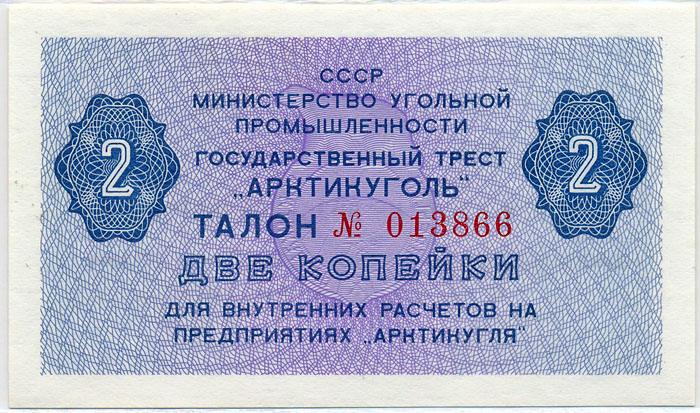 СССР
МИНИСТЕРСТВО УГОЛЬНОЙ
ПРОМЫШЛЕННОСТИ
ГОСУДАРСТВЕННЫЙ ТРЕСТ
„АРКТИКУГОЛЬ"
2 2
ТАЛОН № 013866
ДВЕ КОПЕЙКИ
ДЛЯ ВНУТРЕННИХ РАСЧЕТОВ НА
ПРЕДПРИЯТИЯХ „АРКТИКУГЛЯ"